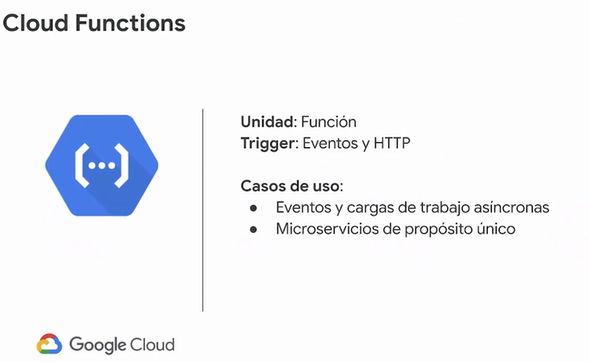 Cloud Functions
Unidad: Función
Trigger: Eventos y HTTP
Casos de uso:
● Eventos y cargas de trabajo asíncronas
● Microservicios de propósito único
Google Cloud